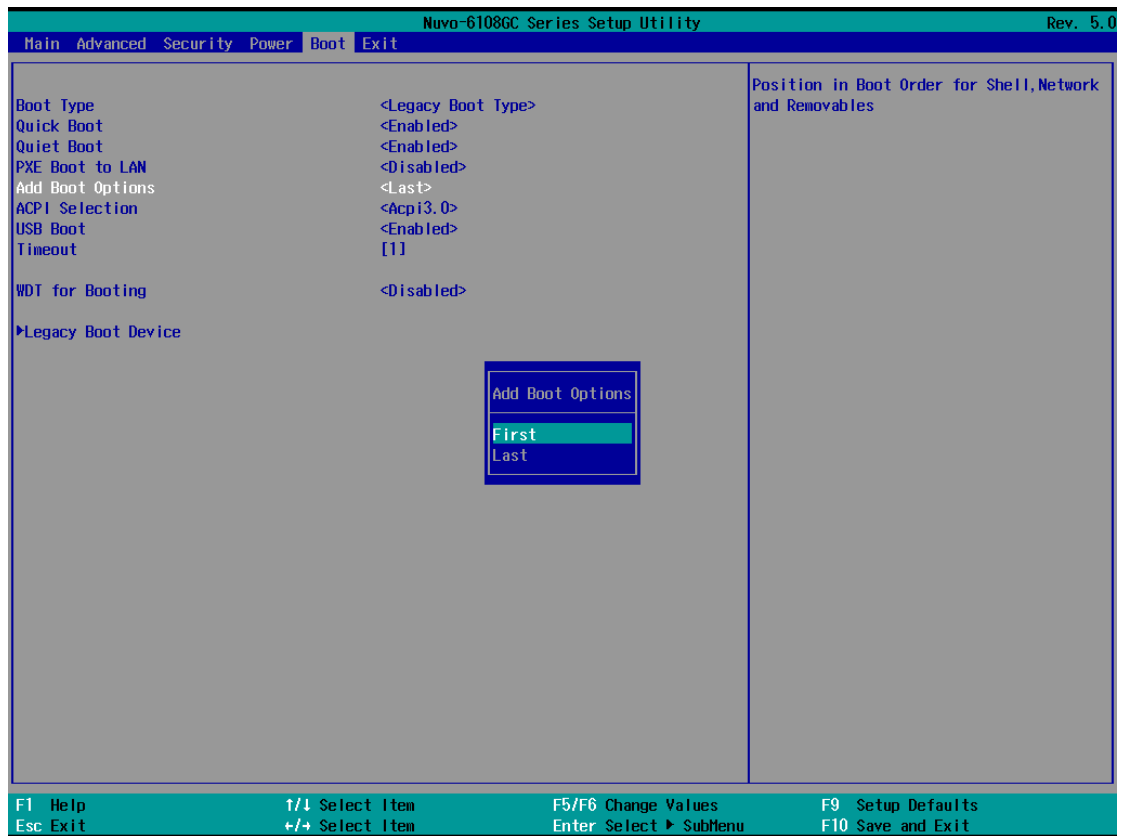 Nuvo-6108GC Series Setup Utility Rev. 5.0
Main Advanced Security Power Boot Exit
Position in Boot Order for Shell,Network
and Removables
Boot Type <Legacy Boot Type>
Quick Boot <Enabled>
Quiet Boot <Enabled>
PXE Boot to LAN <Disabled>
Add Boot Options <Last>
ACPI Selection <Acpi3.0>
USB Boot <Enabled>
Timeout [1]
WDT for Booting <Disabled>
▶Legacy Boot Device
Add Boot Options
First
Last
F1 Help ↑/↓ Select Item F5/F6 Change Values F9 Setup Defaults
Esc Exit ←/→ Select Item Enter Select ▶ SubMenu F10 Save and Exit